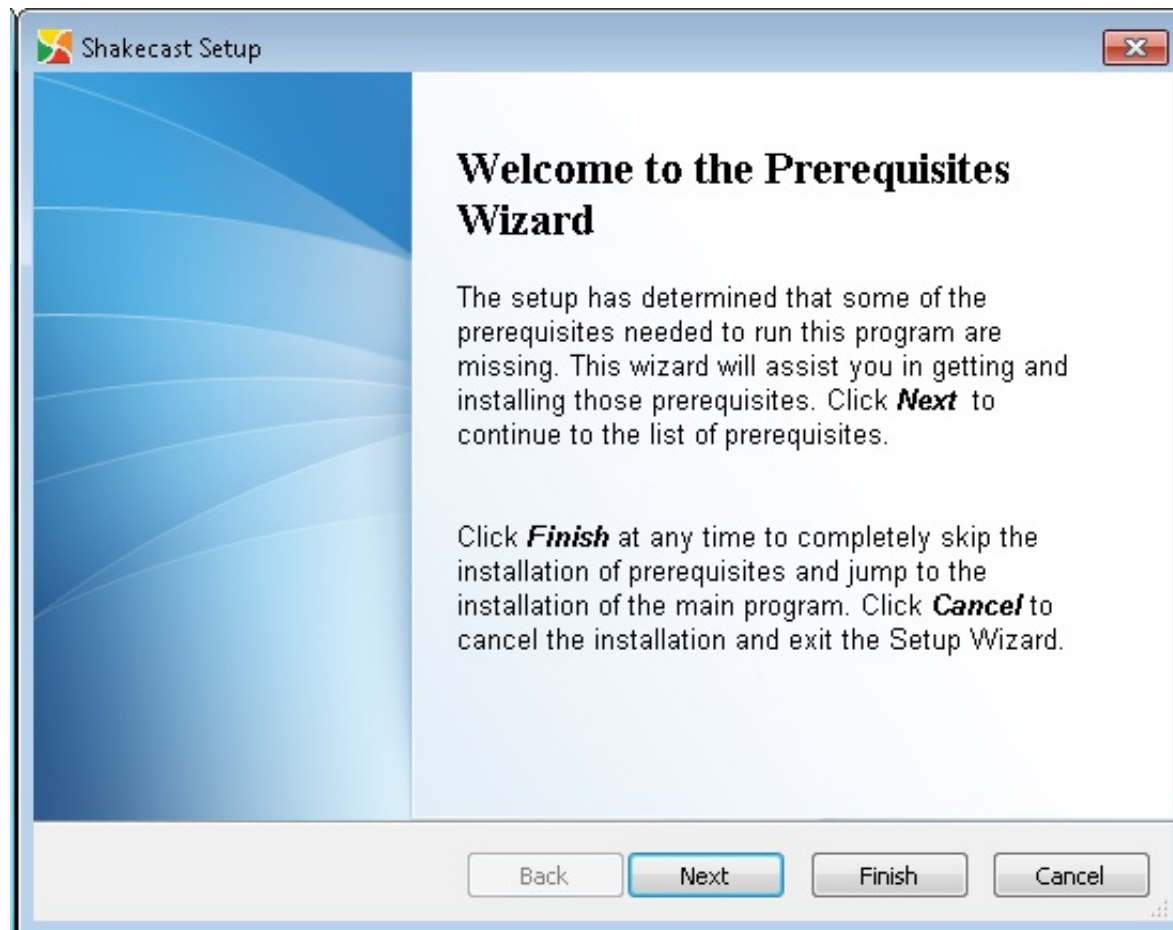 Shakecast Setup
Welcome to the Prerequisites
Wizard
The setup has determined that some of the
prerequisites needed to run this program are
missing. This wizard will assist you in getting and
installing those prerequisites. Click Next to
continue to the list of prerequisites.
Click Finish at any time to completely skip the
installation of prerequisites and jump to the
installation of the main program. Click Cancel to
cancel the installation and exit the Setup Wizard.
Back Next Finish Cancel